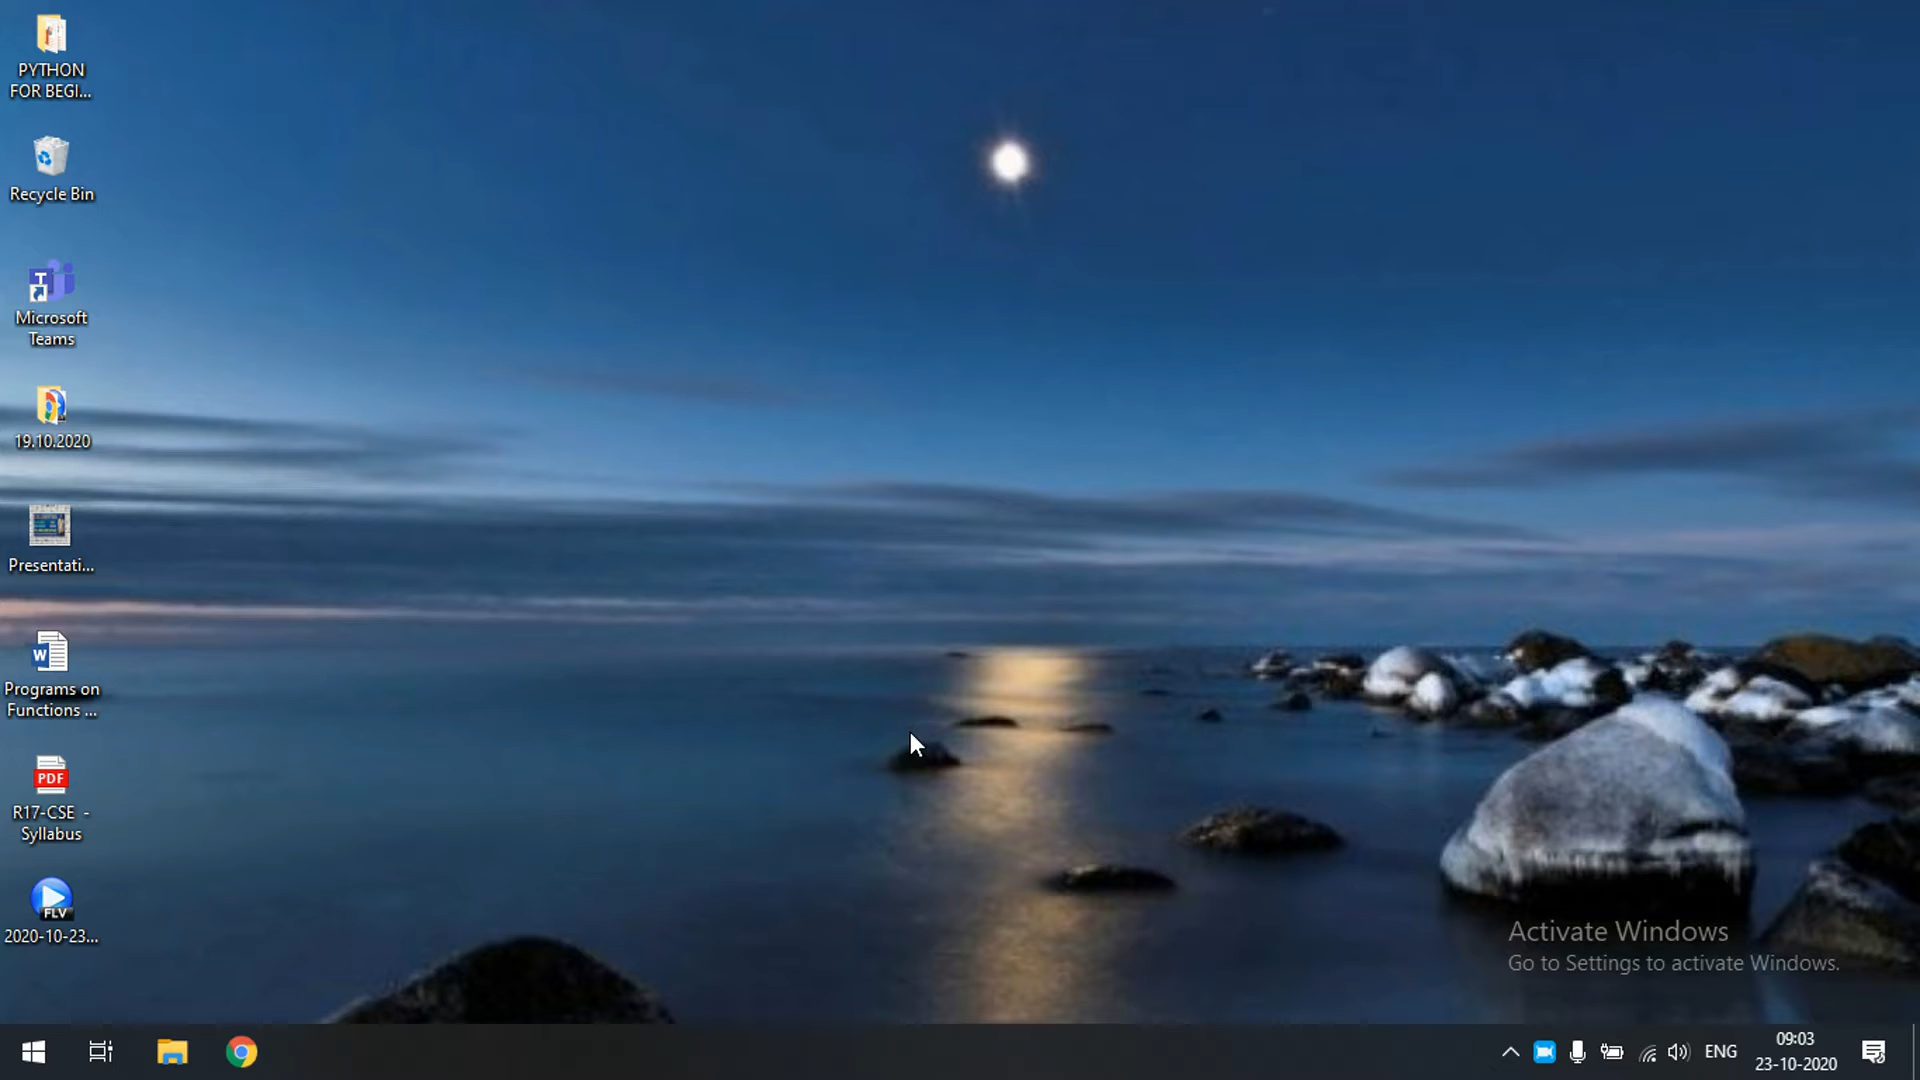 PYTHON
FOR BEGI...
Recycle Bin
T
Microsoft
Teams
19.10.2020
Presentati...
W
Programs on
Functions ...
PDF
R17-CSE -
Syllabus
FLV
2020-10-23...
Activate Windows
Go to Settings to activate Windows.
ENG
09:03
23-10-2020